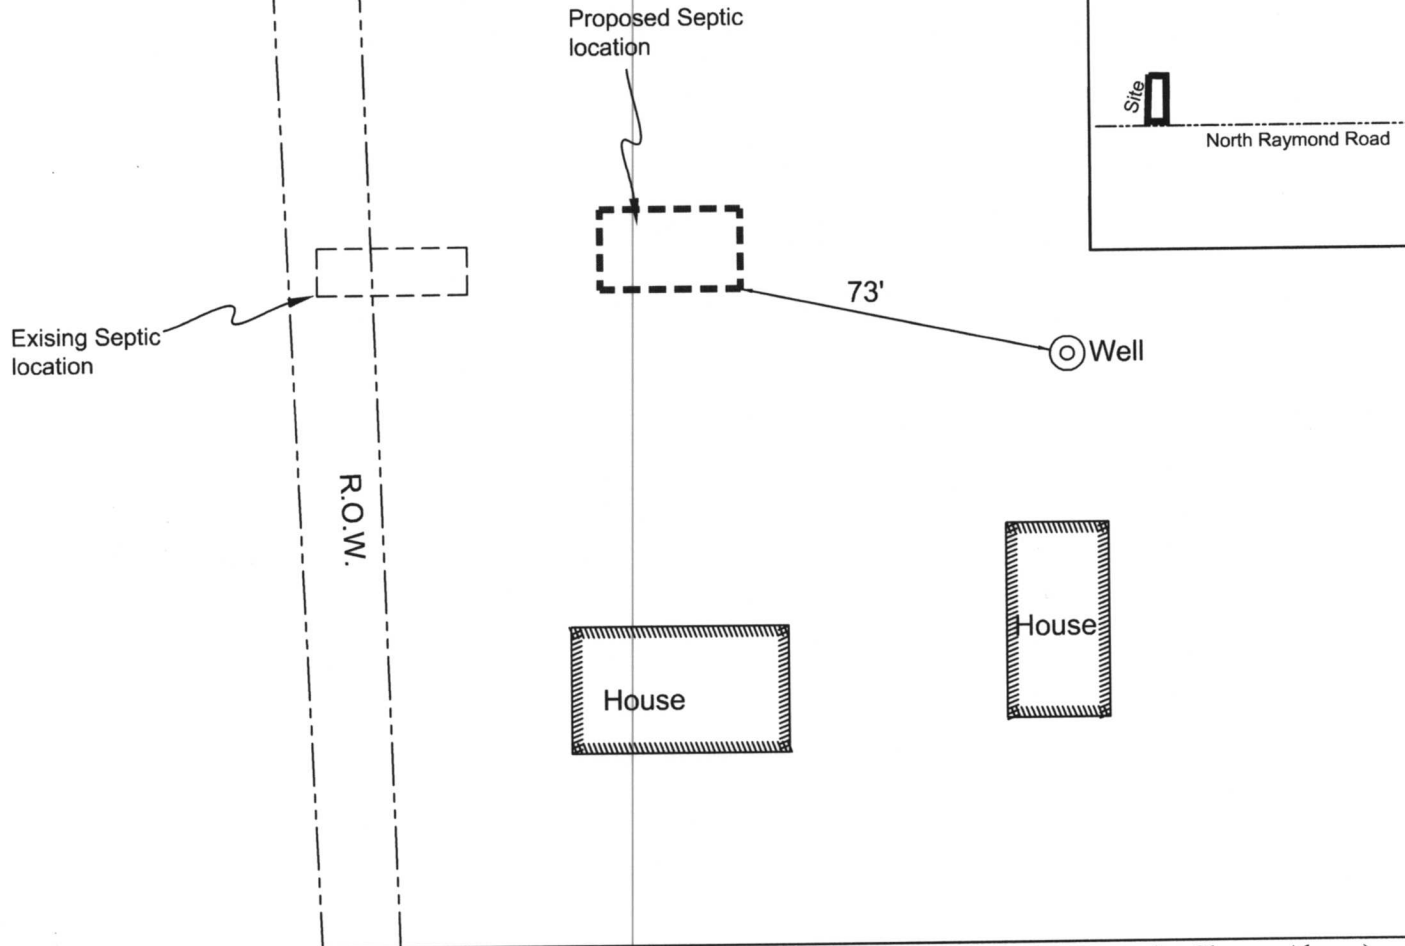 Proposed Septic
location
Site
North Raymond Road
73'
Well
Exising Septic
location
R.O.W.
House
House